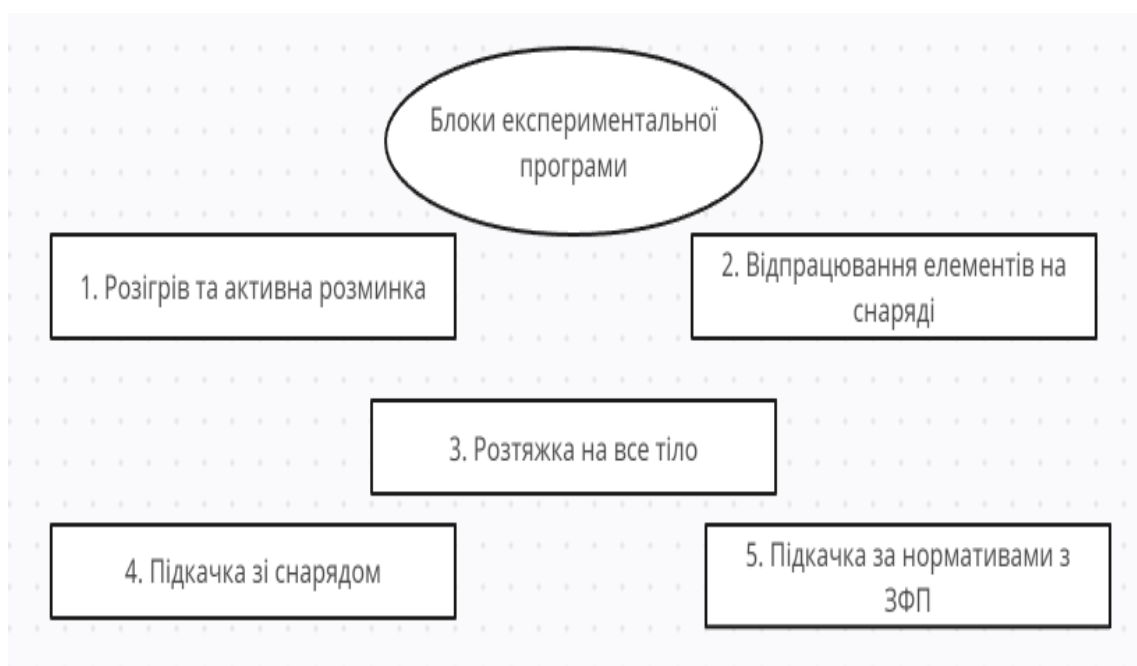 Блоки експериментальної
програми
1. Розігрів та активна розминка
2. Відпрацювання елементів на
снаряді
3. Розтяжка на все тіло
4. Підкачка зі снарядом
5. Підкачка за нормативами з
ЗФП